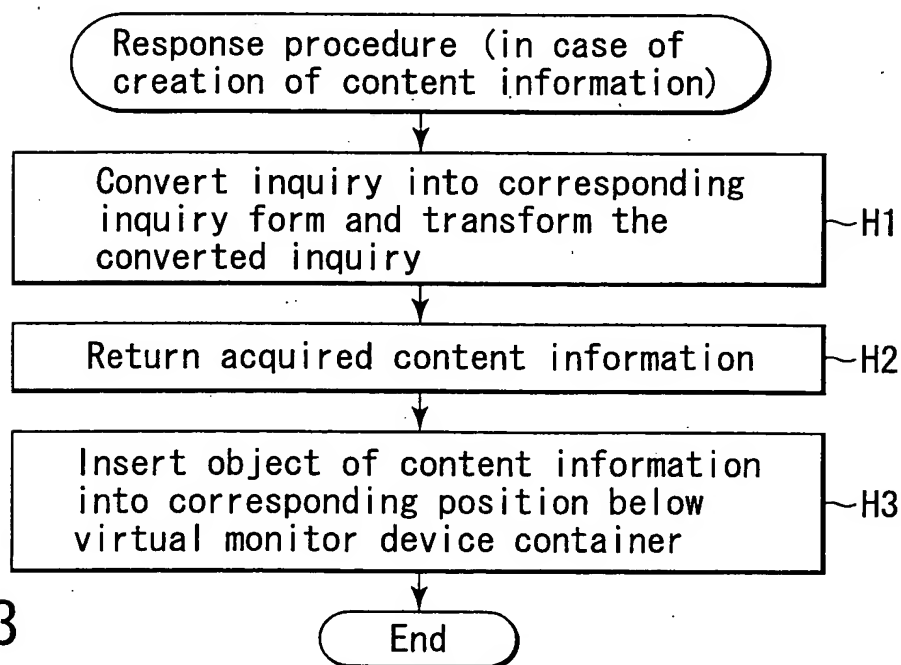 Response procedure (in case of
creation of content information)
Convert inquiry into corresponding
inquiry form and transform the
converted inquiry
~H1
Return acquired content information
~H2
Insert object of content information
into corresponding position below
virtual monitor device container
~H3
End
3